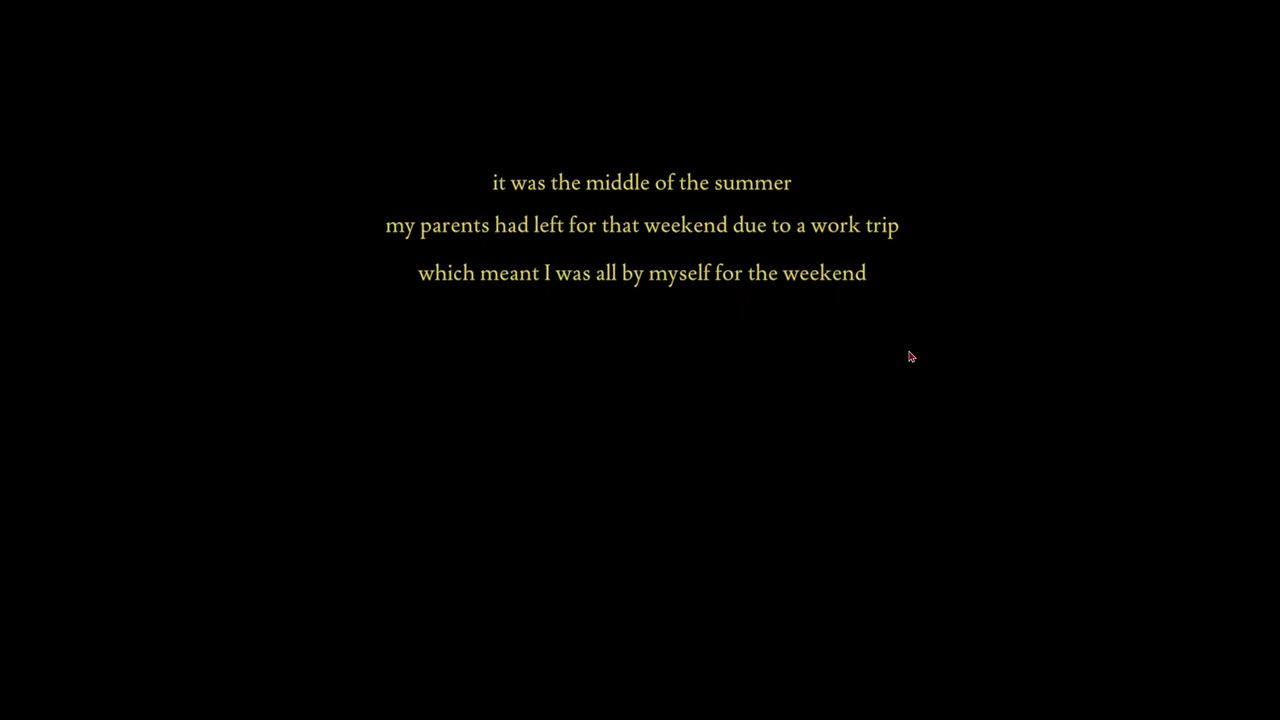 it was the middle of the summer
my parents had left for that weekend due to a work trip
which meant I was all by myself for the weekend